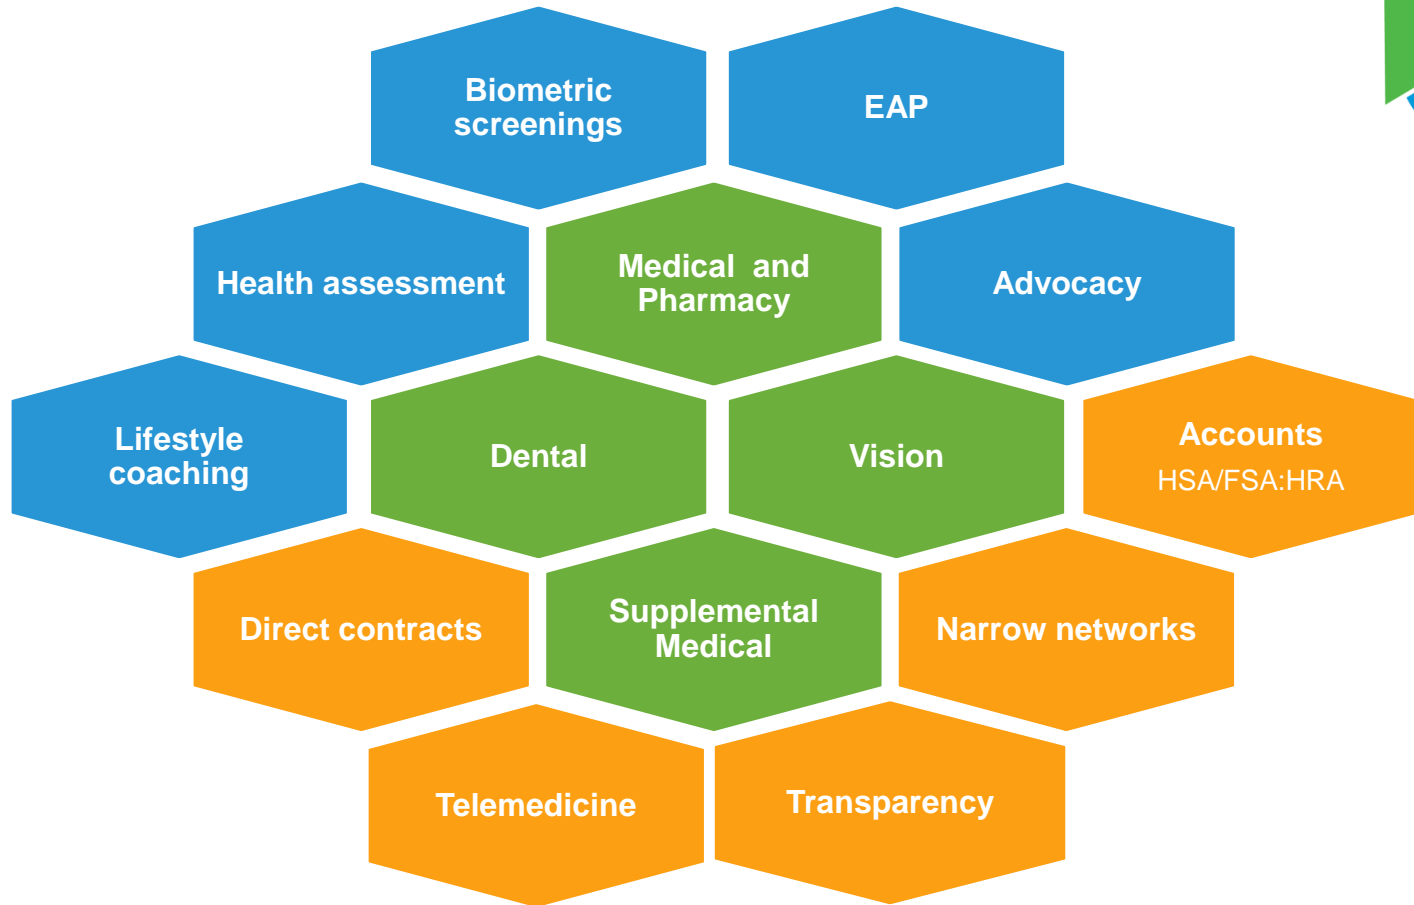 Biometric
screenings
EAP
Health assessment
Medical  and
Pharmacy
Advocacy
Lifestyle
coaching
Dental
Vision
Accounts
HSA/FSA:HRA
Direct contracts
Supplemental
Medical
Narrow networks
Telemedicine
Transparency